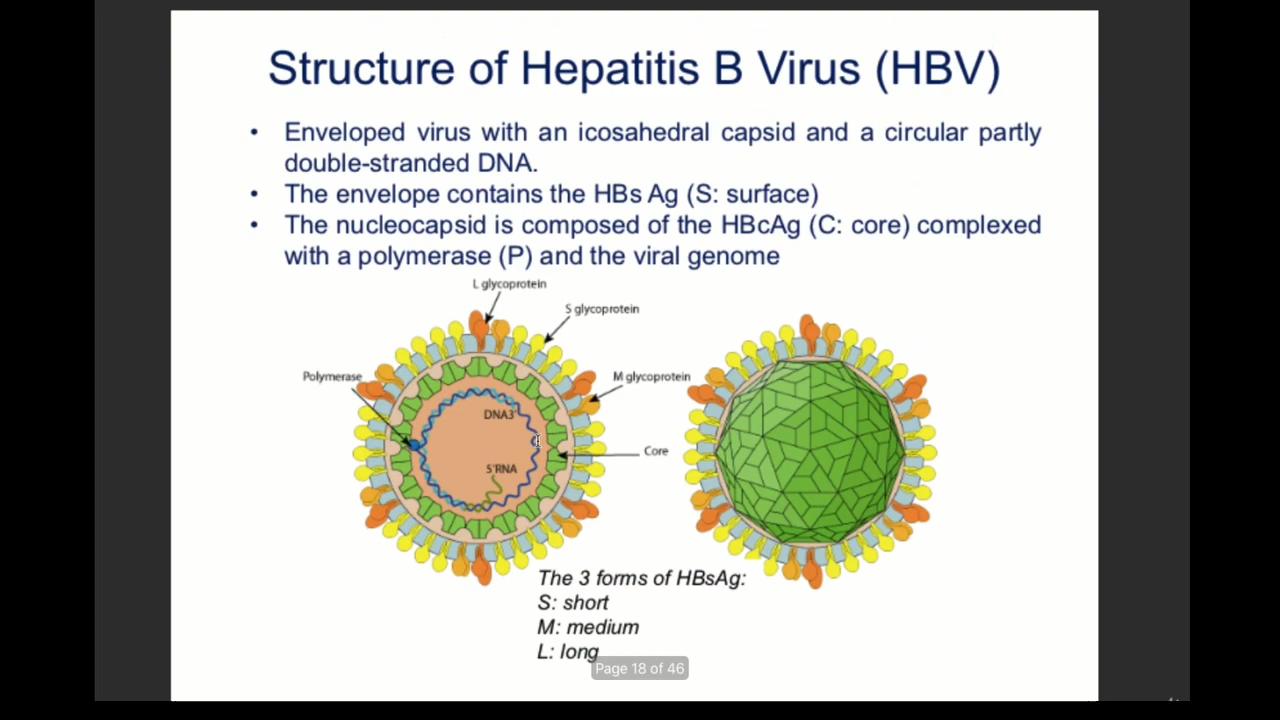 Structure of Hepatitis B Virus (HBV)
• Enveloped virus with an icosahedral capsid and a circular partly
double-stranded DNA.
• The envelope contains the HBs Ag (S: surface)
• The nucleocapsid is composed of the HBcAg (C: core) complexed
with a polymerase (P) and the viral genome
L glycoprotein
S glycoprotein
Polymerase
M glycoprotein
DNA3'
Core
5'RNA
The 3 forms of HBsAg:
S: short
M: medium
L: long
Page 18 of 46